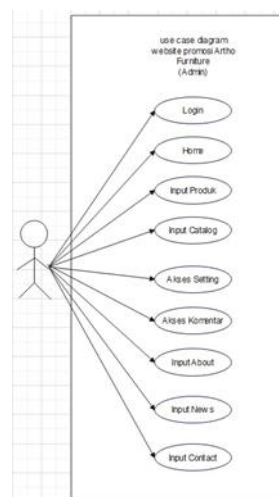 use case diagram
website promosi Artho
Furniture
(Admin)
Login
Home
Input Produk
Input Catalog
Akses Setting
Akses Komentar
Input About
Input News
Input Contact